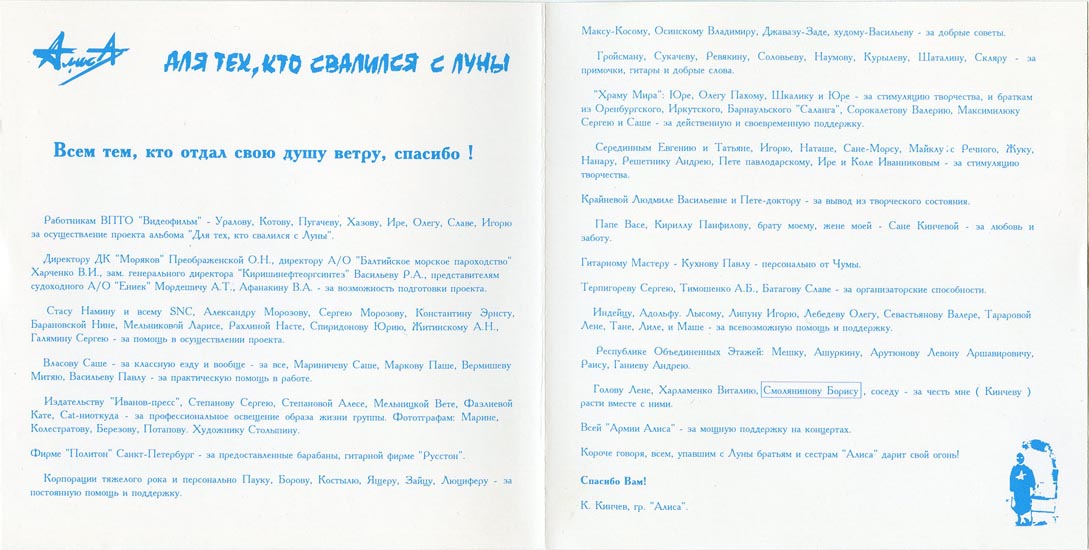 АлисА
ДЛЯ ТЕХ, КТО СВАЛИЛСЯ С ЛУНЫ
Всем тем, кто отдал свою душу ветру, спасибо !
Работникам ВПТО "Видеофильм" - Уралову, Котову, Пугачеву, Хазову, Ире, Олегу, Славе, Игорю
за осуществление проекта альбома "Для тех, кто свалился с Луны".
Директору ДК "Моряков" Преображенской О.Н., директору А/О "Балтийское морское пароходство"
Харченко В.И., зам. генерального директора "Киришинефтеоргсинтез" Васильеву Р.А., представителям
судоходного А/О "Ениек" Мордешичу А.Т., Афанакину В.А. - за возможность подготовки проекта.
Стасу Намину и всему SNC, Александру Морозову, Сергею Морозову, Константину Эрнсту,
Барановской Нине, Мельниковой Ларисе, Рахлиной Насте, Спиридонову Юрию, Житинскому А.Н.,
Галямину Сергею - за помощь в осуществлении проекта.
Власову Саше - за классную езду и вообще - за все, Мариничеву Саше, Маркову Паше, Вермишеву
Митяю, Васильеву Павлу - за практическую помощь в работе.
Издательству "Иванов-пресс", Степанову Сергею, Степановой Алесе, Мельницкой Вете, Фазлиевой
Кате, Cat-ниоткуда - за профессиональное освещение образа жизни группы. Фототграфам: Марине,
Колестратову, Березову, Потапову. Художнику Столыпину.
Фирме "Политон" Санкт-Петербург - за предоставленные барабаны, гитарной фирме "Русстон".
Корпорации тяжелого рока и персонально Пауку, Борову, Костылю, Ящеру, Зайцу, Люциферу - за
постоянную помощь и поддержку.
Максу-Косому, Осинскому Владимиру, Джавазу-Заде, худому-Васильеву - за добрые советы.
Гройсману, Сукачеву, Ревякину, Соловьеву, Наумову, Курылеву, Шаталину, Скляру - за
примочки, гитары и добрые слова.
"Храму Мира": Юре, Олегу Пахому, Шкалику и Юре - за стимуляцию творчества, и браткам
из Оренбургского, Иркутского, Барнаульского "Саланга", Сорокалетову Валерию, Максимилюку
Сергею и Саше - за действенную и своевременную поддержку.
Серединным Евгению и Татьяне, Игорю, Наташе, Сане-Морсу, Майклу с Речного, Жуку,
Нанару, Решетнику Андрею, Пете павлодарскому, Ире и Коле Иванниковым - за стимуляцию
творчества.
Крайневой Людмиле Васильевне и Пете-доктору - за вывод из творческого состояния.
Папе Васе, Кириллу Панфилову, брату моему, жене моей - Сане Кинчевой - за любовь и
заботу.
Гитарному Мастеру - Кухнову Павлу - персонально от Чумы.
Терпигореву Сергею, Тимошенко А.Б., Батагову Славе - за организаторские способности.
Индейцу, Адольфу. Лысому, Липуну Игорю, Лебедеву Олегу, Севастьянову Валере, Тараровой
Лене, Тане, Лиле, и Маше - за всевозможную помощь и поддержку.
Республике Объединенных Этажей: Мешку, Ашуркину, Арутюнову Левону Аршавировичу,
Раису, Ганиеву Андрею.
Голову Лене, Харламенко Виталию, Смолянинову Борису , соседу - за честь мне ( Кинчеву )
расти вместе с ними.
Всей "Армии Алиса" - за мощную поддержку на концертах.
Короче говоря, всем, упавшим с Луны братьям и сестрам "Алиса" дарит свой огонь!
Спасибо Вам!
К. Кинчев, гр. "Алиса".